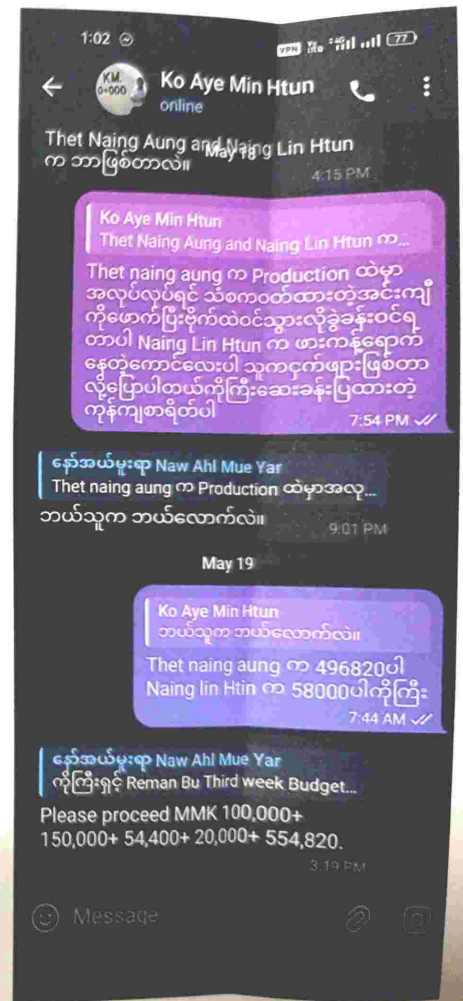 1:02
VPN 4G 77
KM.
0+000
Ko Aye Min Htun
online
Thet Naing Aung and Naing Lin Htun
က ဘာဖြစ်တာလဲ။
May 18
4:15 PM
Ko Aye Min Htun
Thet Naing Aung and Naing Lin Htun က...
Thet naing aung က Production ထဲမှာ
အလုပ်လုပ်ရင် သံစကဝတ်ထားတဲ့အင်းကျီ
ကိုဖောက်ပြီးဗိုက်ထဲဝင်သွားလို့ခွဲခန်းဝင်ရ
တာပါ Naing Lin Htun က ဖားကန့်ရောက်
နေတဲ့ကောင်လေးပါ သူကငှက်ဖျားဖြစ်တာ
လို့ပြောပါတယ်ကိုကြီးဆေးခန်းပြထားတဲ့
ကုန်ကျစာရိတ်ပါ
7:54 PM
နော်အယ်မူးရာ Naw Ahl Mue Yar
Thet naing aung က Production ထဲမှာအလု...
ဘယ်သူက ဘယ်လောက်လဲ။
9:01 PM
May 19
Ko Aye Min Htun
ဘယ်သူက ဘယ်လောက်လဲ။
Thet naing aung က 496820ပါ
Naing lin Htin က 58000ပါကိုကြီး
7:44 AM
နော်အယ်မူးရာ Naw Ahl Mue Yar
ကိုကြီးရှင့် Reman Bu Third week Budget...
Please proceed MMK 100,000+
150,000+ 54,400+ 20,000+ 554,820.
3:19 PM
Message